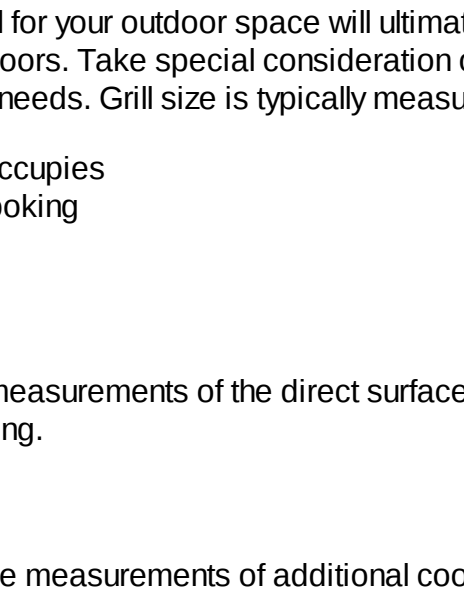 for your outdoor space will ultimat
oors. Take special consideration
needs. Grill size is typically measu
ccupies
ooking
measurements of the direct surface
ng.
e measurements of additional coo